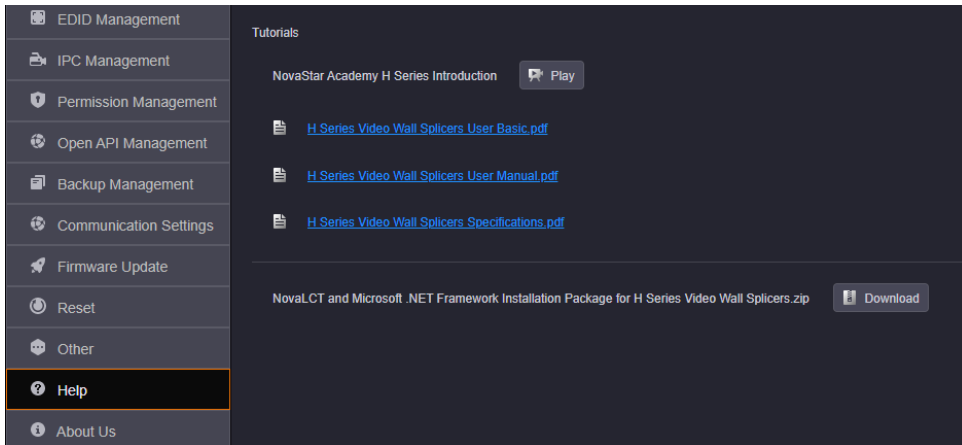 EDID Management
IPC Management
Permission Management
Open API Management
Backup Management
Communication Settings
Firmware Update
Reset
Other
Help
About Us
Tutorials
NovaStar Academy H Series Introduction Play
H Series Video Wall Splicers User Basic.pdf
H Series Video Wall Splicers User Manual.pdf
H Series Video Wall Splicers Specifications.pdf
NovaLCT and Microsoft .NET Framework Installation Package for H Series Video Wall Splicers.zip Download